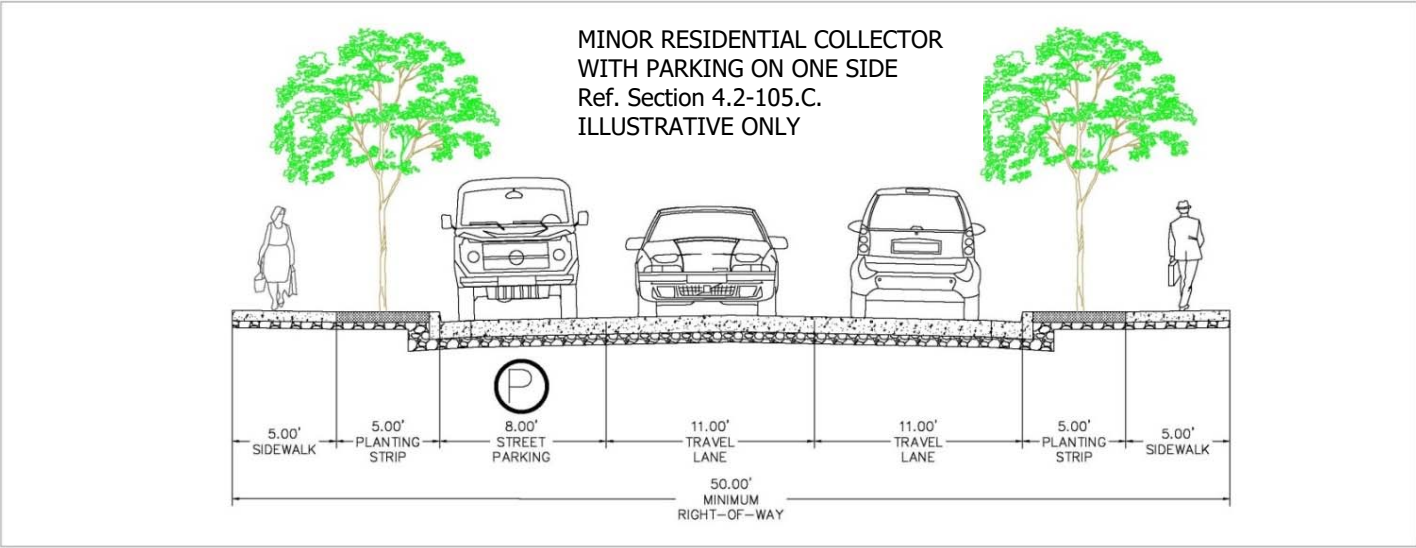 MINOR RESIDENTIAL COLLECTOR
WITH PARKING ON ONE SIDE
Ref. Section 4.2-105.C.
ILLUSTRATIVE ONLY
P
5.00'
SIDEWALK
5.00'
PLANTING
STRIP
8.00'
STREET
PARKING
11.00'
TRAVEL
LANE
11.00'
TRAVEL
LANE
5.00'
PLANTING
STRIP
5.00'
SIDEWALK
50.00'
MINIMUM
RIGHT-OF-WAY